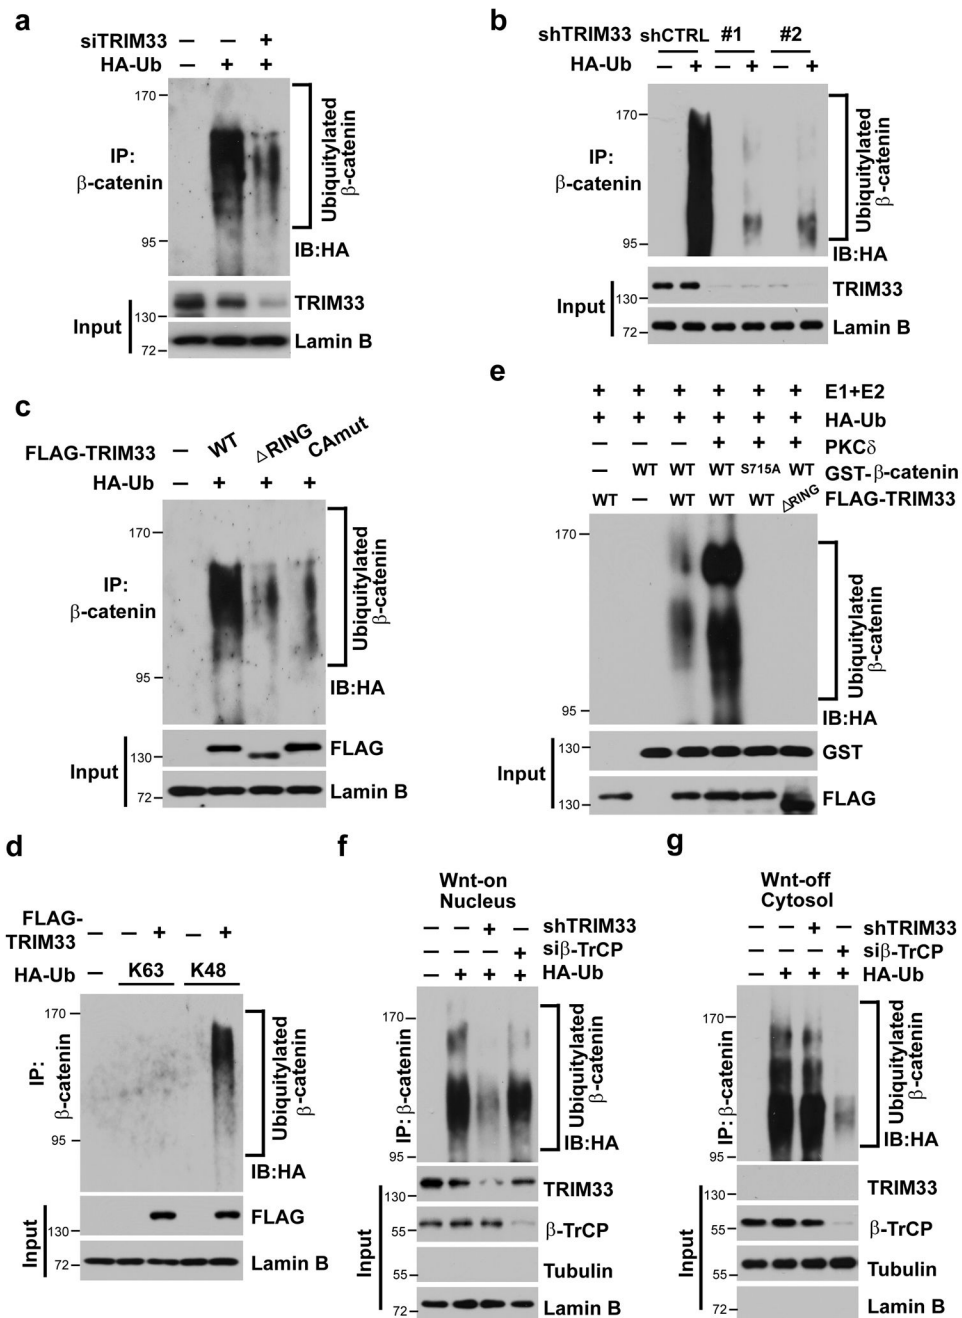 a
siTRIM33 – – +
HA-Ub – + +
170
IP:
β-catenin
Ubiquitylated
β-catenin
95
IB:HA
Input
TRIM33
130
Lamin B
72
b
shTRIM33 shCTRL #1 #2
HA-Ub – + – + – +
170
IP:
β-catenin
Ubiquitylated
β-catenin
95
IB:HA
Input
TRIM33
130
Lamin B
72
c
FLAG-TRIM33 – WT △RING CAmut
HA-Ub – + + +
170
IP:
β-catenin
Ubiquitylated
β-catenin
95
IB:HA
Input
FLAG
130
Lamin B
72
e
+ + + + + + E1+E2
+ + + + + + HA-Ub
– – – + + + PKCδ
– WT WT WT S715A WT GST-β-catenin
WT – WT WT WT △RING FLAG-TRIM33
170
Ubiquitylated
β-catenin
95
IB:HA
Input
130
GST
130
FLAG
d
FLAG-
TRIM33 – – + – +
HA-Ub – K63 K48
170
IP:
β-catenin
Ubiquitylated
β-catenin
95
IB:HA
Input
FLAG
130
Lamin B
72
f
Wnt-on
Nucleus
– – + – shTRIM33
– – – + siβ-TrCP
– + + + HA-Ub
170
IP: β-catenin
Ubiquitylated
β-catenin
IB:HA
95
Input
TRIM33
130
β-TrCP
55
Tubulin
55
Lamin B
72
g
Wnt-off
Cytosol
– – + – shTRIM33
– – – + siβ-TrCP
– + + + HA-Ub
170
IP: β-catenin
Ubiquitylated
β-catenin
IB:HA
95
Input
TRIM33
130
β-TrCP
55
Tubulin
55
Lamin B
72